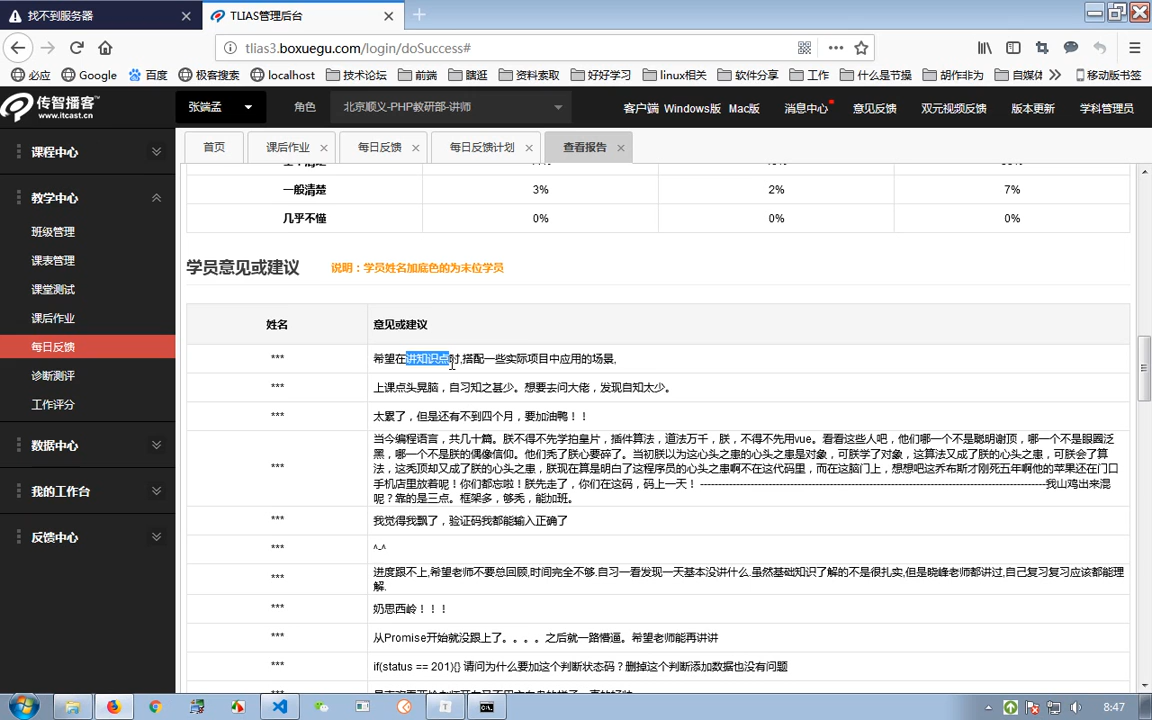 找不到服务器
TLIAS管理后台
tlias3.boxuegu.com/login/doSuccess#
必应 Google 百度 极客搜索 localhost 技术论坛 前端 瞎逛 资料索取 好好学习 linux相关 软件分享 工作 什么是节操 胡作非为 自媒体 移动版书签
传智播客™
www.itcast.cn
张端孟 角色 北京顺义-PHP教研部-讲师 客户端 Windows版 Mac版 消息中心 意见反馈 双元视频反馈 版本更新 学科管理员
首页 课后作业 每日反馈 每日反馈计划 查看报告
课程中心
教学中心
班级管理
课表管理
课堂测试
课后作业
每日反馈
诊断测评
工作评分
数据中心
我的工作台
反馈中心
一般清楚 3% 2% 7%
几乎不懂 0% 0% 0%
学员意见或建议 说明：学员姓名加底色的为末位学员
姓名 意见或建议
*** 希望在讲知识点时,搭配一些实际项目中应用的场景,
*** 上课点头晃脑，自习知之甚少。想要去问大佬，发现自知太少。
*** 太累了，但是还有不到四个月，要加油鸭！！
当今编程语言，共几十篇。朕不得不先学拍皇片，插件算法，道法万千，朕，不得不先用vue。看看这些人吧，他们哪一个不是聪明谢顶，哪一个不是眼圆泛
黑，哪一个不是朕的偶像信仰。他们秃了朕心要碎了。当初朕以为这心头之患的心头之患是对象，可朕学了对象，这算法又成了朕的心头之患，可朕会了算
*** 法，这秃顶却又成了朕的心头之患，朕现在算是明白了这程序员的心头之患啊不在这代码里，而在这脑门上，想想吧这乔布斯才刚死五年啊他的苹果还在门口
手机店里放着呢！你们都忘啦！朕先走了，你们在这码，码上一天！ ------------------------------------------------------------------------------------我山鸡出来混
呢？靠的是三点。框架多，够秃，能加班。
*** 我觉得我飘了，验证码我都能输入正确了
*** ^-^
*** 进度跟不上,希望老师不要总回顾,时间完全不够.自习一看发现一天基本没讲什么.虽然基础知识了解的不是很扎实,但是晓峰老师都讲过,自己复习复习应该都能理
解.
*** 奶思西岭！！！
*** 从Promise开始就没跟上了。。。。之后就一路懵逼。希望老师能再讲讲
*** if(status == 201){} 请问为什么要加这个判断状态码？删掉这个判断添加数据也没有问题
8:47